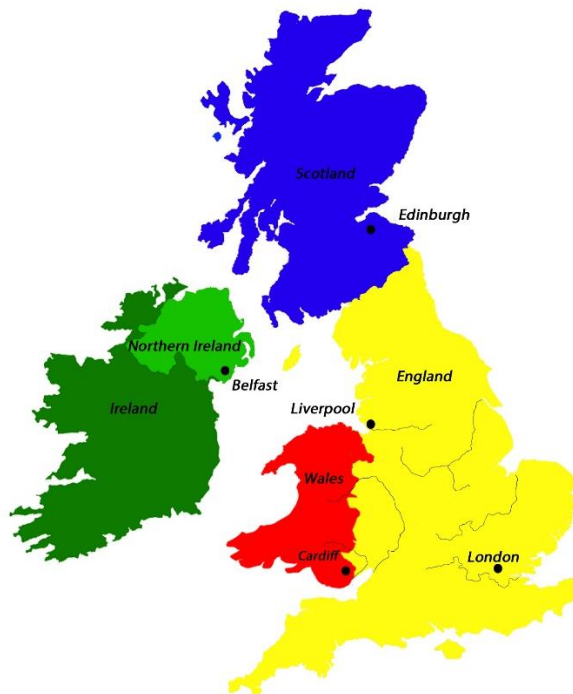 Scotland
Edinburgh
Northern Ireland
England
Belfast
Ireland
Liverpool
Wales
Cardiff
London